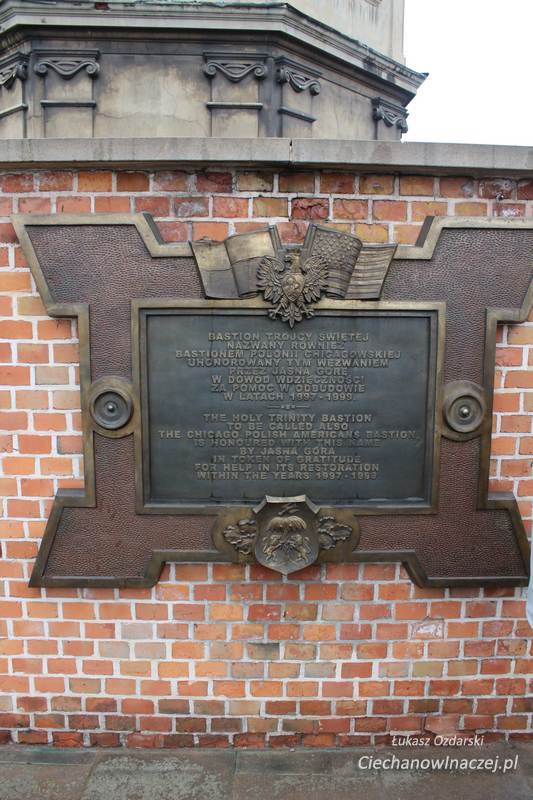 BASTION TRÓJCY ŚWIĘTEJ
NAZWANY RÓWNIEŻ
BASTIONEM POLONII CHICAGOWSKIEJ
UHONOROWANY TYM WEZWANIEM
PRZEZ JASNĄ GÓRĘ
W DOWÓD WDZIĘCZNOŚCI
ZA POMOC W ODBUDOWIE
W LATACH 1997-1999.
THE HOLY TRINITY BASTION
TO BE CALLED ALSO
THE CHICAGO POLISH AMERICANS BASTION,
IS HONOURED WITH THIS NAME
BY JASNA GÓRA
IN TOKEN OF GRATITUDE
FOR HELP IN ITS RESTORATION
WITHIN THE YEARS 1997-1999
Łukasz Ozdarski
CiechanowInaczej.pl